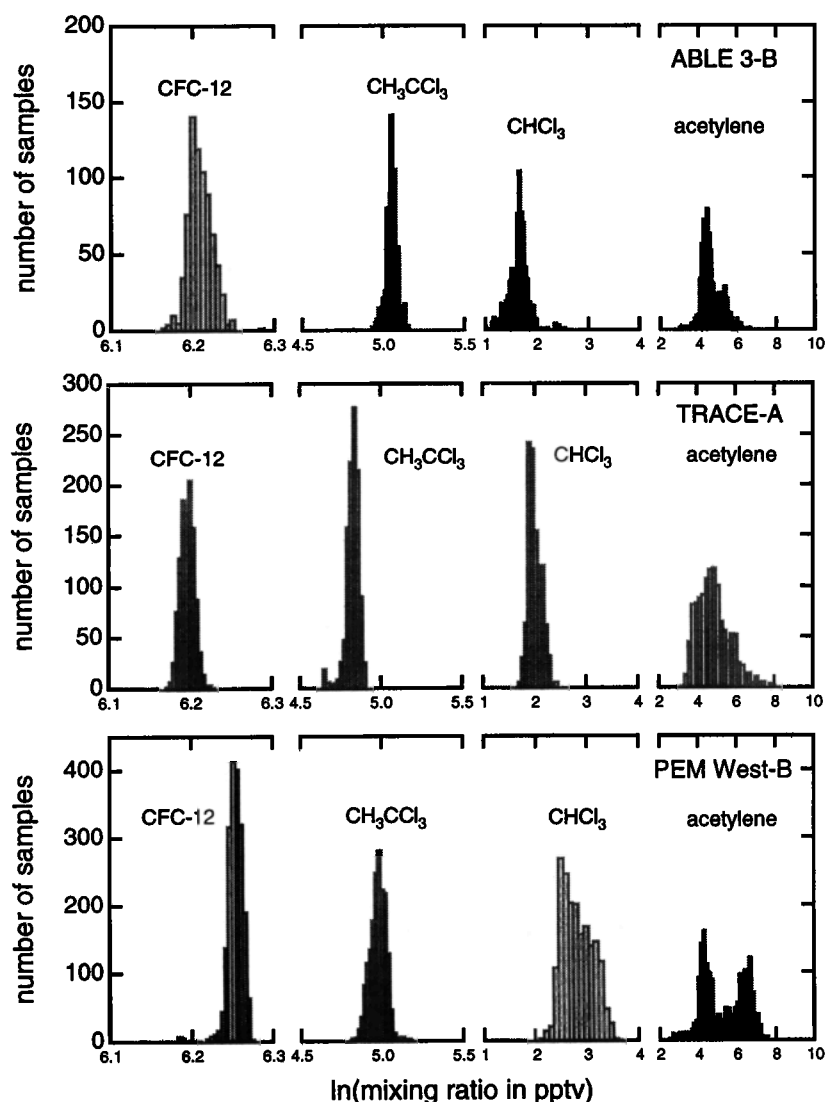 200
ABLE 3-B
CFC-12
CH₃CCl₃
CHCl₃
acetylene
150
100
50
0
number of samples
6.1 6.2 6.3 4.5 5.0 5.5 1 2 3 4 2 4 6 8 10
300
TRACE-A
CFC-12
CH₃CCl₃
CHCl₃
acetylene
250
200
150
100
50
0
number of samples
6.1 6.2 6.3 4.5 5.0 5.5 1 2 3 4 2 4 6 8 10
PEM West-B
400
CFC-12
CH₃CCl₃
CHCl₃
acetylene
300
200
100
0
number of samples
6.1 6.2 6.3 4.5 5.0 5.5 1 2 3 4 2 4 6 8 10
ln(mixing ratio in pptv)